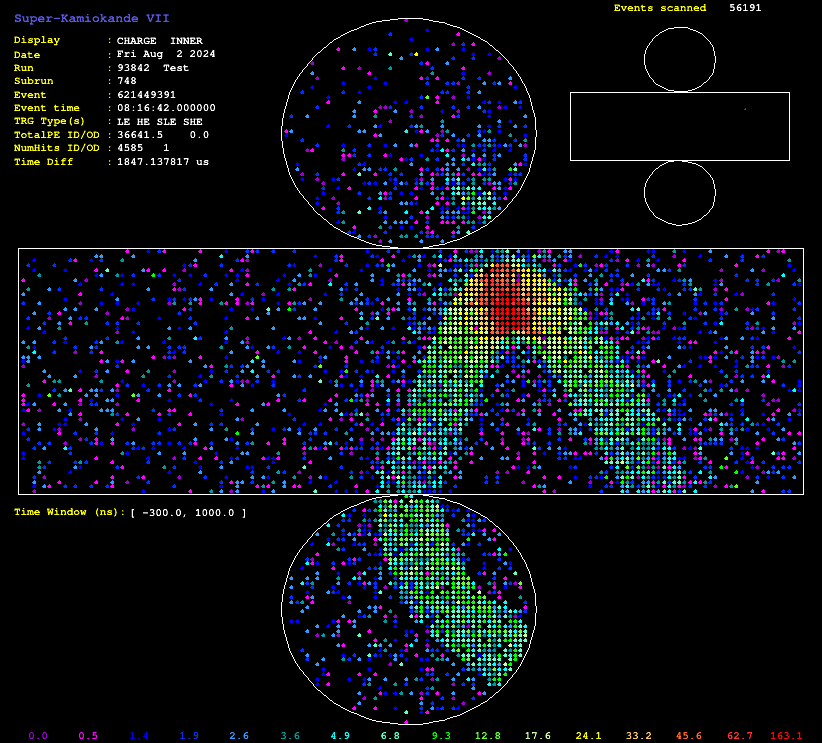 Super-Kamiokande VII
Events scanned 56191
Display : CHARGE INNER
Date : Fri Aug 2 2024
Run : 93842 Test
Subrun : 748
Event : 621449391
Event time : 08:16:42.000000
TRG Type(s) : LE HE SLE SHE
TotalPE ID/OD : 36641.5 0.0
NumHits ID/OD : 4585 1
Time Diff : 1847.137817 us
Time Window (ns): [ -300.0, 1000.0 ]
0.0 0.5 1.4 1.9 2.6 3.6 4.9 6.8 9.3 12.8 17.6 24.1 33.2 45.6 62.7 163.1